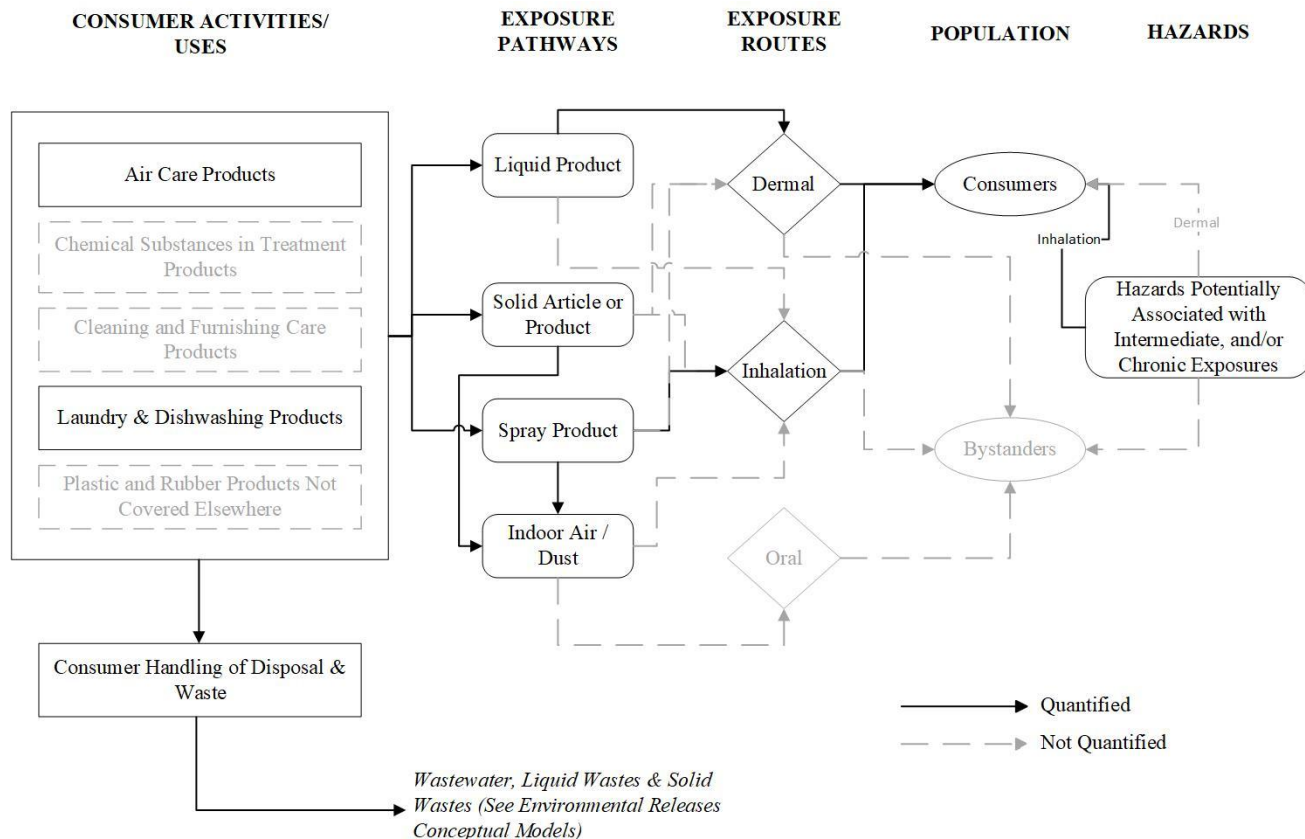 CONSUMER ACTIVITIES/
USES
EXPOSURE
PATHWAYS
EXPOSURE
ROUTES
POPULATION
HAZARDS
Air Care Products
Chemical Substances in Treatment
Products
Cleaning and Furnishing Care
Products
Laundry & Dishwashing Products
Plastic and Rubber Products Not
Covered Elsewhere
Consumer Handling of Disposal &
Waste
Liquid Product
Solid Article or
Product
Spray Product
Indoor Air /
Dust
Dermal
Inhalation
Oral
Consumers
Bystanders
Inhalation
Dermal
Hazards Potentially
Associated with
Intermediate, and/or
Chronic Exposures
Quantified
Not Quantified
Wastewater, Liquid Wastes & Solid
Wastes (See Environmental Releases
Conceptual Models)